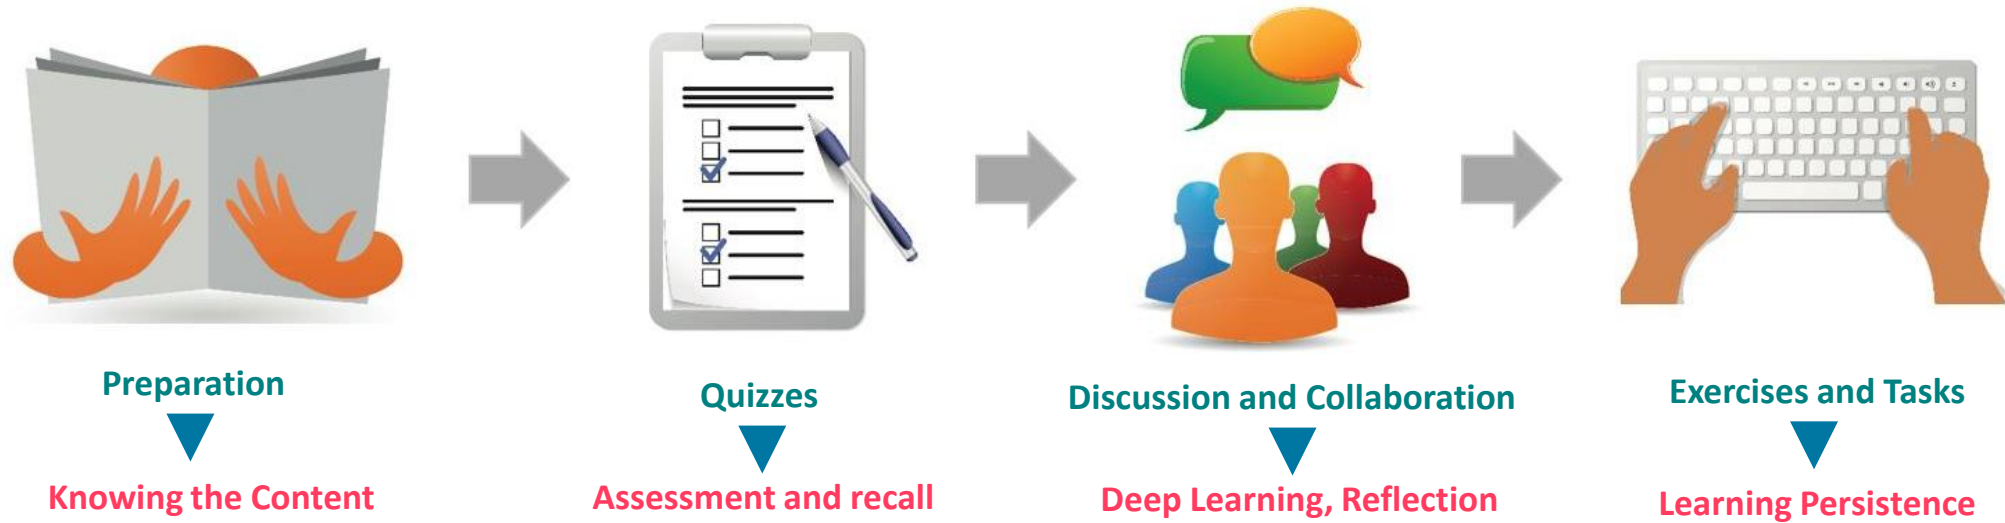 Preparation
Knowing the Content
Quizzes
Assessment and recall
Discussion and Collaboration
Deep Learning, Reflection
Exercises and Tasks
Learning Persistence